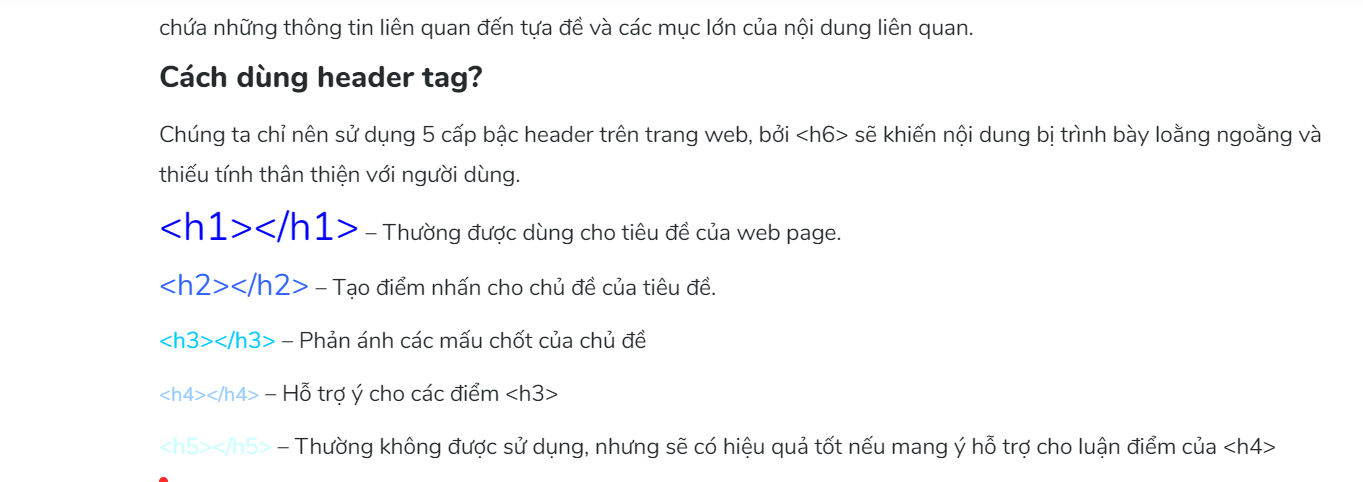 chứa những thông tin liên quan đến tựa đề và các mục lớn của nội dung liên quan.
Cách dùng header tag?
Chúng ta chỉ nên sử dụng 5 cấp bậc header trên trang web, bởi <h6> sẽ khiến nội dung bị trình bày loằng ngoằng và
thiếu tính thân thiện với người dùng.
<h1></h1> – Thường được dùng cho tiêu đề của web page.
<h2></h2> – Tạo điểm nhấn cho chủ đề của tiêu đề.
<h3></h3> – Phản ánh các mấu chốt của chủ đề
<h4></h4> – Hỗ trợ ý cho các điểm <h3>
<h5></h5> – Thường không được sử dụng, nhưng sẽ có hiệu quả tốt nếu mang ý hỗ trợ cho luận điểm của <h4>